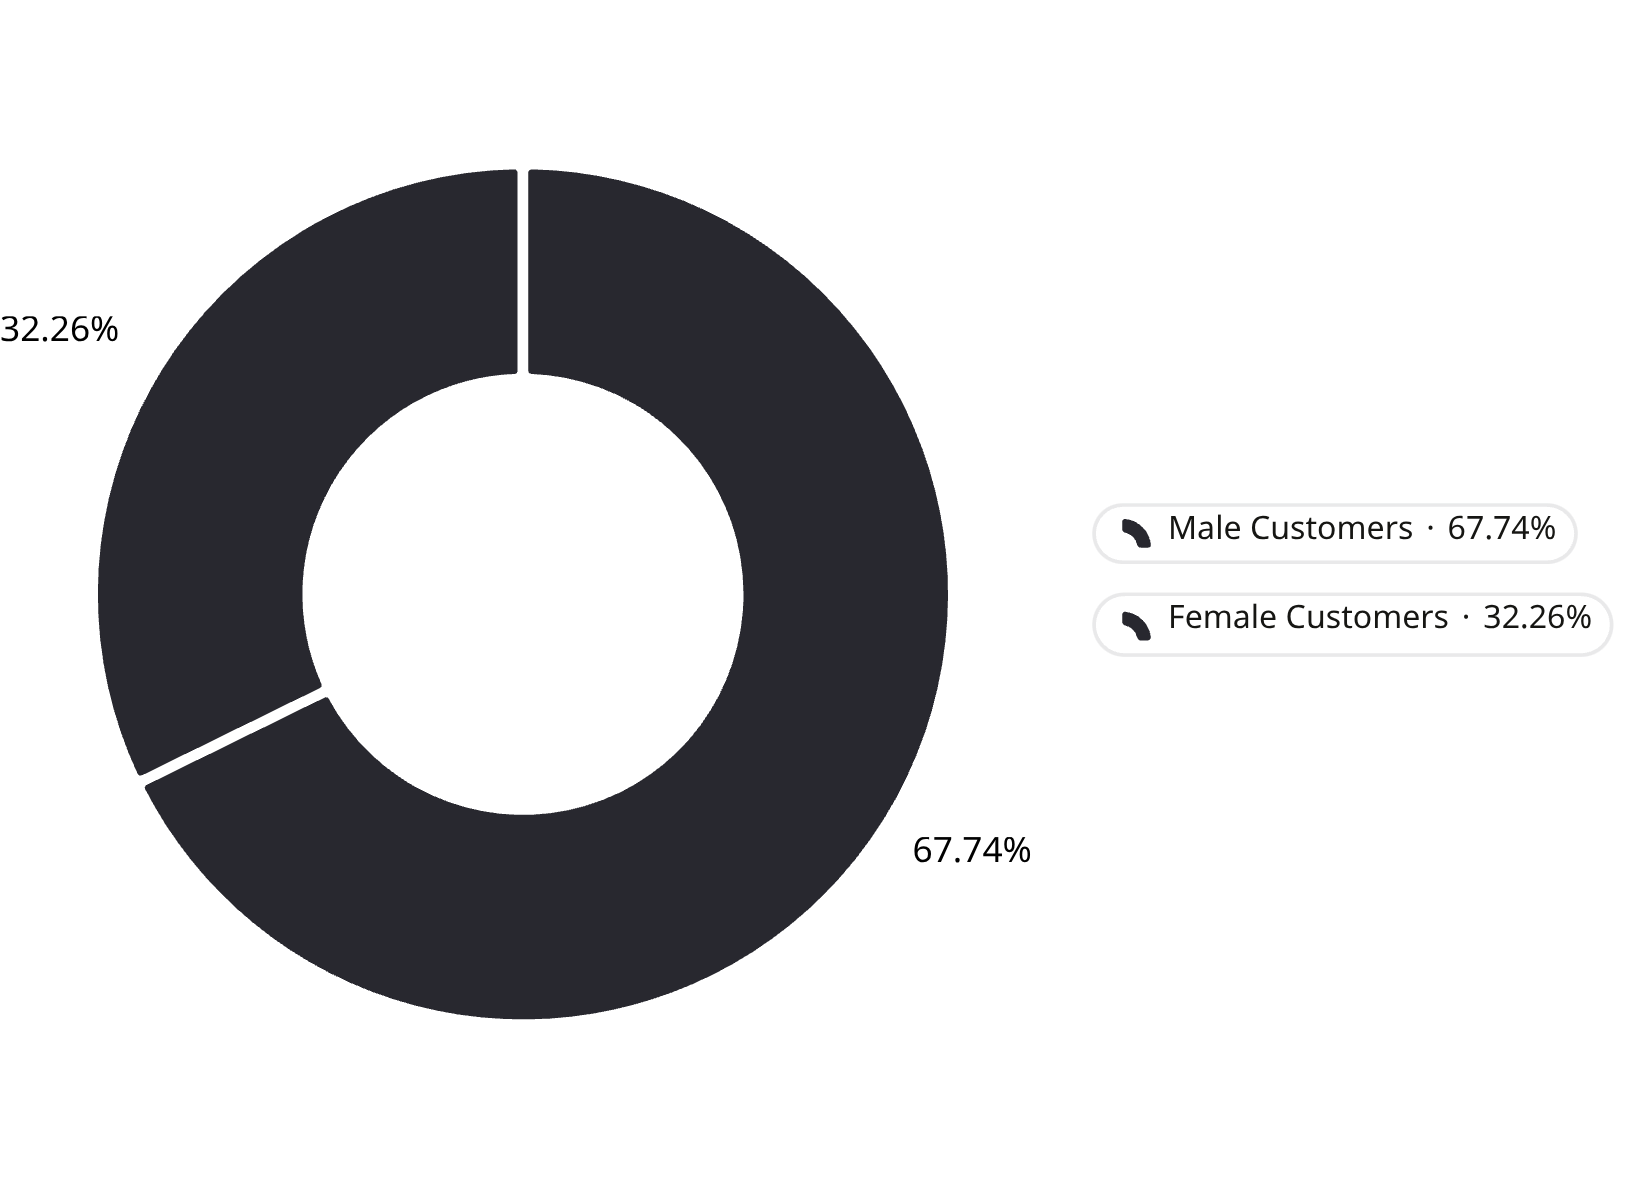 32.26%
Male Customers · 67.74%
Female Customers · 32.26%
67.74%